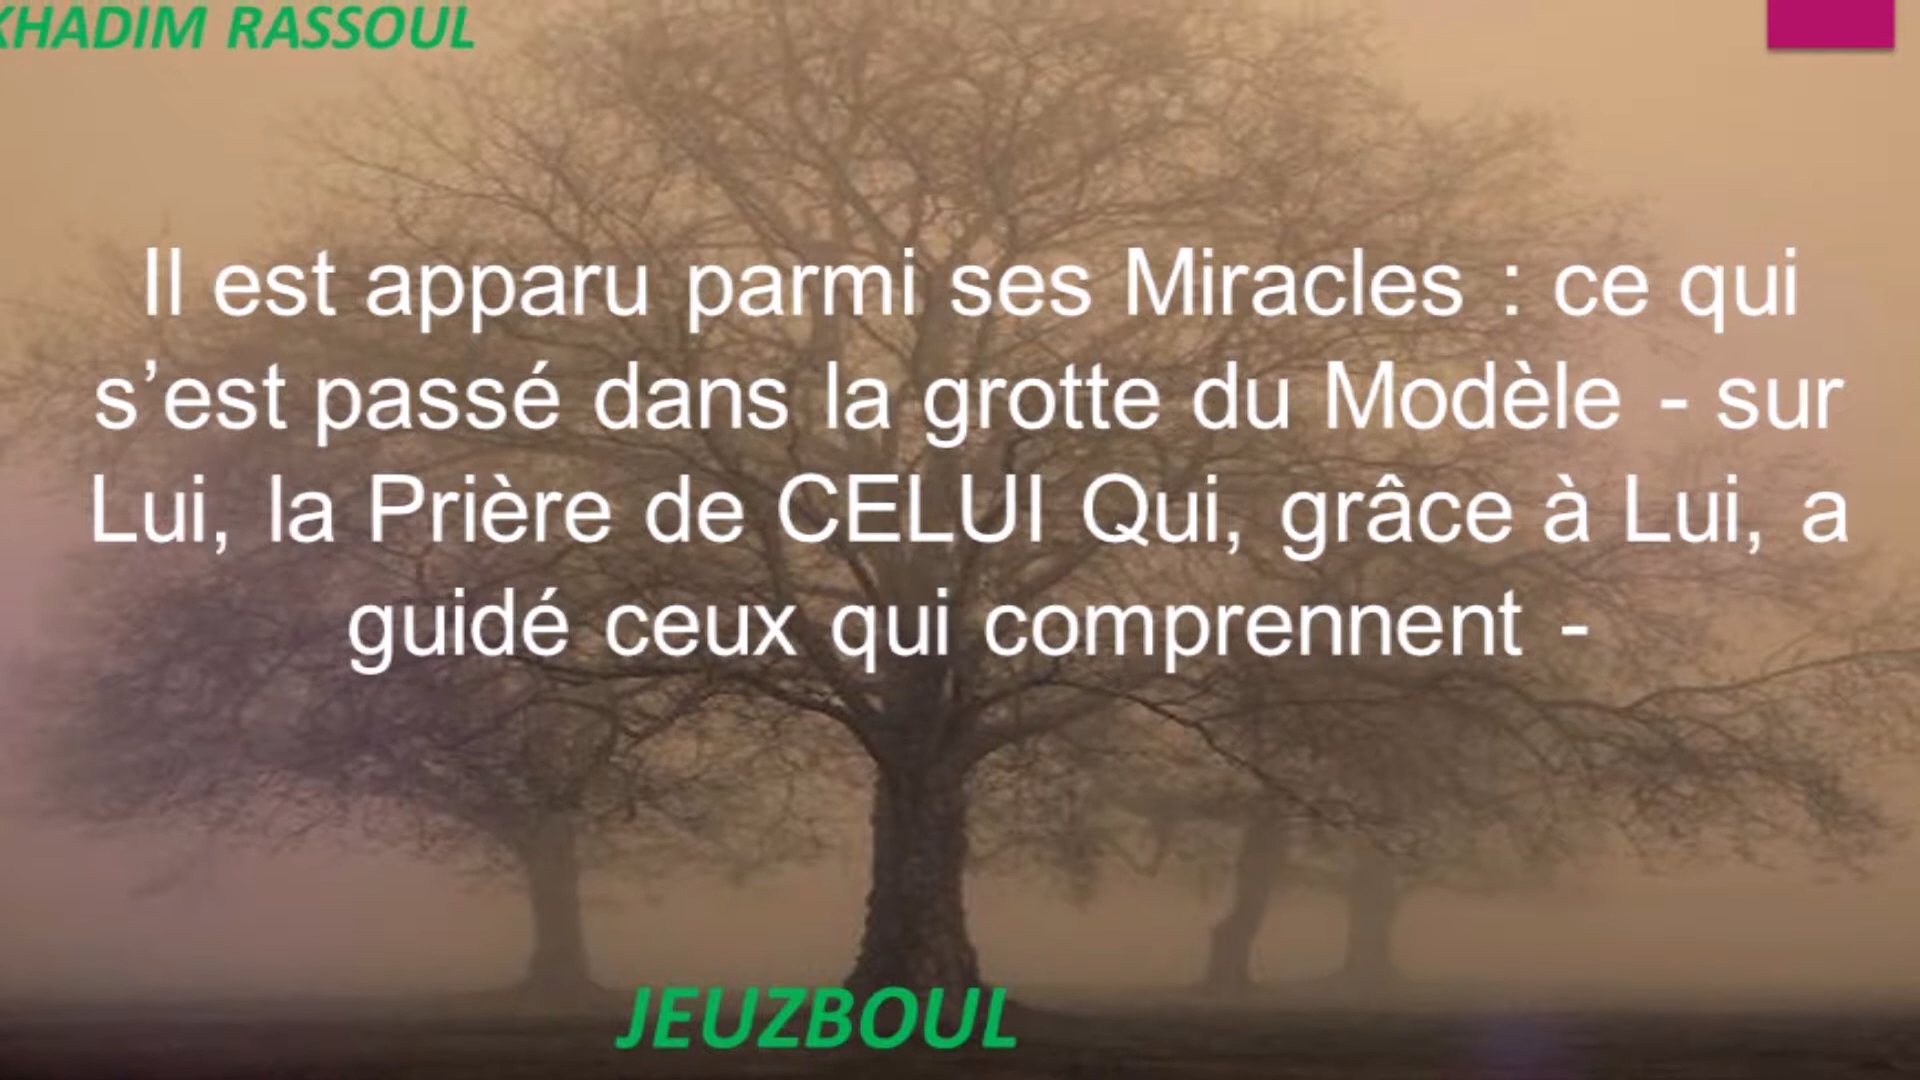 KHADIM RASSOUL
Il est apparu parmi ses Miracles : ce qui
s’est passé dans la grotte du Modèle - sur
Lui, la Prière de CELUI Qui, grâce à Lui, a
guidé ceux qui comprennent -
JEUZBOUL